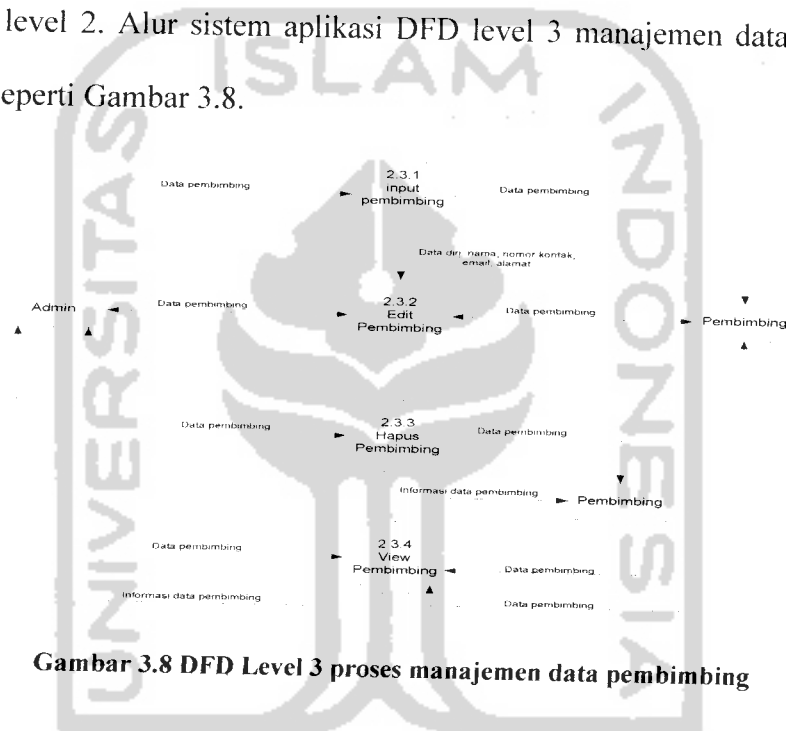 level 2. Alur sistem aplikasi DFD level 3 manajemen data
eperti Gambar 3.8.
ISLAM
UNIVERSITAS
INDONESIA
Data pembimbing
2.3.1
input
pembimbing
Data pembimbing
Data diri, nama, nomor kontak,
email, alamat
Admin
Data pembimbing
2.3.2
Edit
Pembimbing
Data pembimbing
Pembimbing
Data pembimbing
2.3.3
Hapus
Pembimbing
Data pembimbing
Informasi data pembimbing
Pembimbing
Data pembimbing
2.3.4
View
Pembimbing
Data pembimbing
Informasi data pembimbing
Data pembimbing
Gambar 3.8 DFD Level 3 proses manajemen data pembimbing